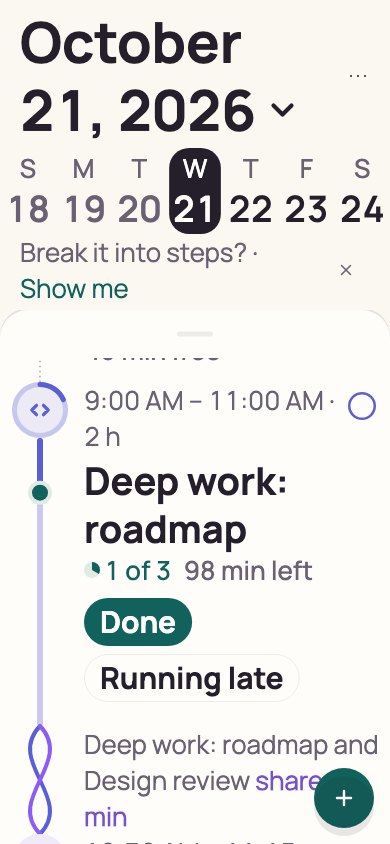 October
21, 2026
...
S M T W T F S
18 19 20 21 22 23 24
Break it into steps? ·
Show me
9:00 AM – 11:00 AM ·
2 h
Deep work:
roadmap
1 of 3 98 min left
Done
Running late
Deep work: roadmap and
Design review share
min